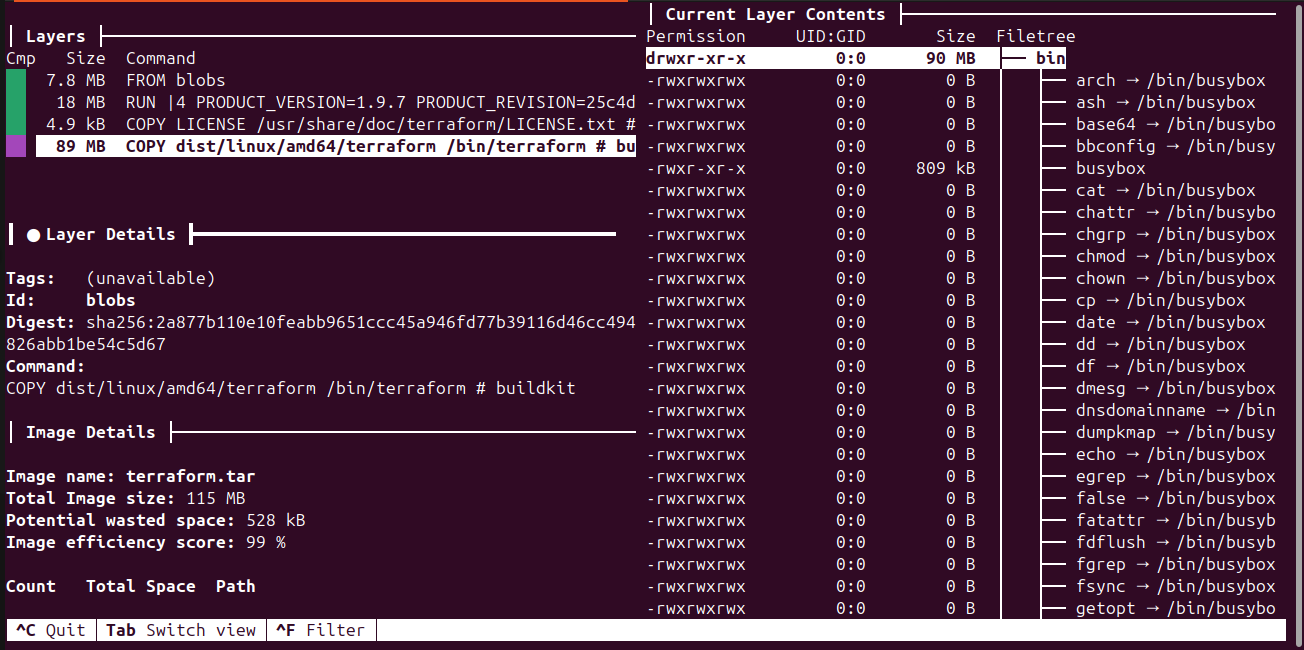 Layers
Cmp Size Command
7.8 MB FROM blobs
18 MB RUN |4 PRODUCT_VERSION=1.9.7 PRODUCT_REVISION=25c4d
4.9 kB COPY LICENSE /usr/share/doc/terraform/LICENSE.txt #
89 MB COPY dist/linux/amd64/terraform /bin/terraform # bu
● Layer Details
Tags: (unavailable)
Id: blobs
Digest: sha256:2a877b110e10feabb9651ccc45a946fd77b39116d46cc494
826abb1be54c5d67
Command:
COPY dist/linux/amd64/terraform /bin/terraform # buildkit
Image Details
Image name: terraform.tar
Total Image size: 115 MB
Potential wasted space: 528 kB
Image efficiency score: 99 %
Count Total Space Path
Current Layer Contents
Permission UID:GID Size Filetree
drwxr-xr-x 0:0 90 MB bin
-rwxrwxrwx 0:0 0 B arch → /bin/busybox
-rwxrwxrwx 0:0 0 B ash → /bin/busybox
-rwxrwxrwx 0:0 0 B base64 → /bin/busybo
-rwxrwxrwx 0:0 0 B bbconfig → /bin/busy
-rwxr-xr-x 0:0 809 kB busybox
-rwxrwxrwx 0:0 0 B cat → /bin/busybox
-rwxrwxrwx 0:0 0 B chattr → /bin/busybo
-rwxrwxrwx 0:0 0 B chgrp → /bin/busybox
-rwxrwxrwx 0:0 0 B chmod → /bin/busybox
-rwxrwxrwx 0:0 0 B chown → /bin/busybox
-rwxrwxrwx 0:0 0 B cp → /bin/busybox
-rwxrwxrwx 0:0 0 B date → /bin/busybox
-rwxrwxrwx 0:0 0 B dd → /bin/busybox
-rwxrwxrwx 0:0 0 B df → /bin/busybox
-rwxrwxrwx 0:0 0 B dmesg → /bin/busybox
-rwxrwxrwx 0:0 0 B dnsdomainname → /bin
-rwxrwxrwx 0:0 0 B dumpkmap → /bin/busy
-rwxrwxrwx 0:0 0 B echo → /bin/busybox
-rwxrwxrwx 0:0 0 B egrep → /bin/busybox
-rwxrwxrwx 0:0 0 B false → /bin/busybox
-rwxrwxrwx 0:0 0 B fatattr → /bin/busyb
-rwxrwxrwx 0:0 0 B fdflush → /bin/busyb
-rwxrwxrwx 0:0 0 B fgrep → /bin/busybox
-rwxrwxrwx 0:0 0 B fsync → /bin/busybox
-rwxrwxrwx 0:0 0 B getopt → /bin/busybo
^C Quit Tab Switch view ^F Filter